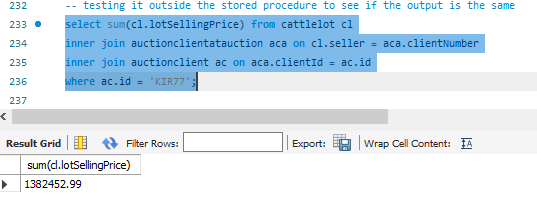 232 -- testing it outside the stored procedure to see if the output is the same
233 select sum(cl.lotSellingPrice) from cattlelot cl
234 inner join auctionclientatauction aca on cl.seller = aca.clientNumber
235 inner join auctionclient ac on aca.clientId = ac.id
236 where ac.id = 'KIR77';
237
Result Grid Filter Rows: Export: Wrap Cell Content: IA
sum(cl.lotSellingPrice)
1382452.99